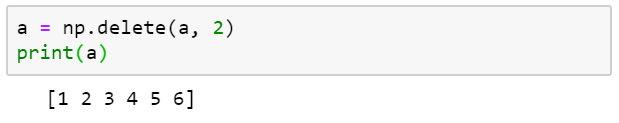 a = np.delete(a, 2)
print(a)
[1 2 3 4 5 6]